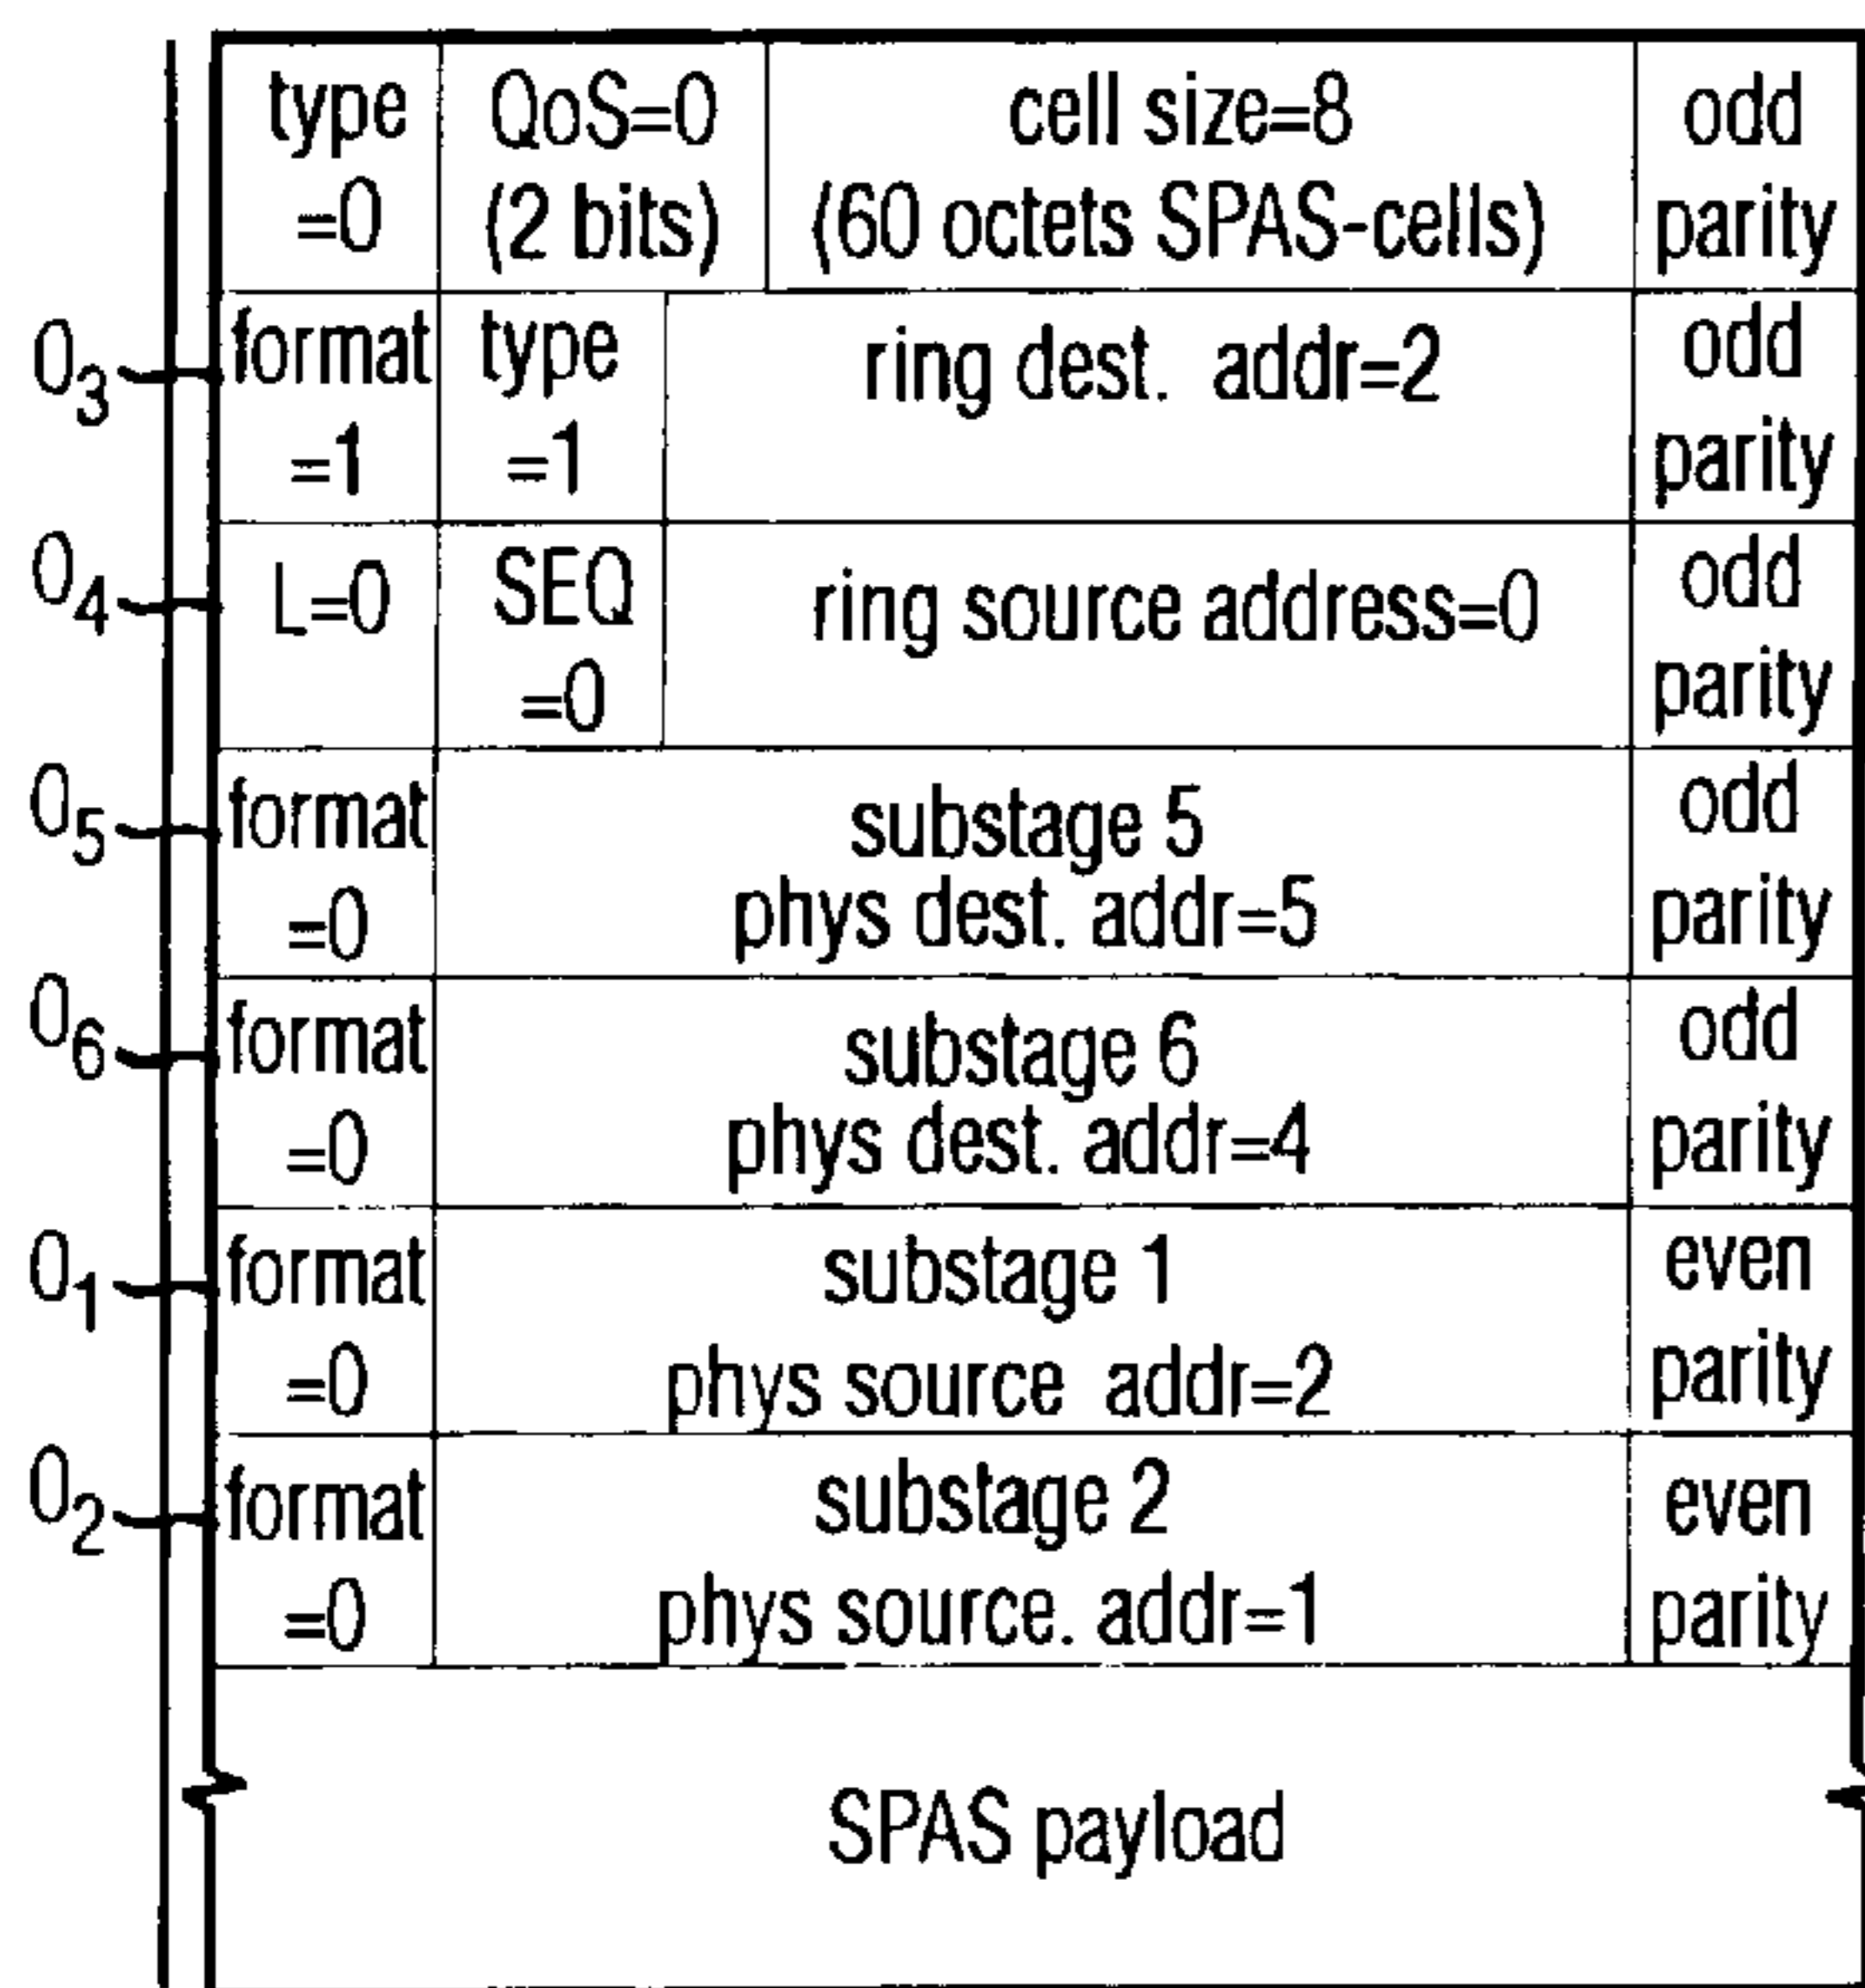 type QoS=0 cell size=8 odd
=0 (2 bits) (60 octets SPAS-cells) parity
O3 format type ring dest. addr=2 odd
=1 =1 parity
O4 L=0 SEQ ring source address=0 odd
=0 parity
O5 format substage 5 odd
=0 phys dest. addr=5 parity
O6 format substage 6 odd
=0 phys dest. addr=4 parity
O1 format substage 1 even
=0 phys source addr=2 parity
O2 format substage 2 even
=0 phys source. addr=1 parity
SPAS payload